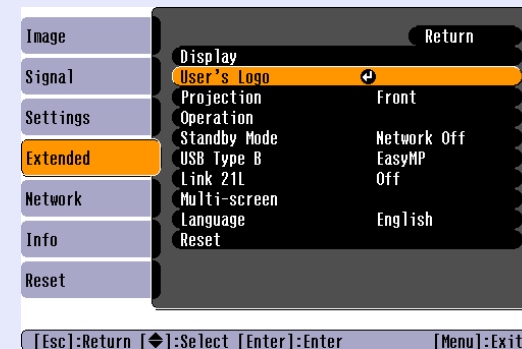 Image
Signal
Settings
Extended
Network
Info
Reset
Return
Display
User's Logo
Projection Front
Operation
Standby Mode Network Off
USB Type B EasyMP
Link 21L Off
Multi-screen
Language English
Reset
[Esc]:Return [◆]:Select [Enter]:Enter [Menu]:Exit